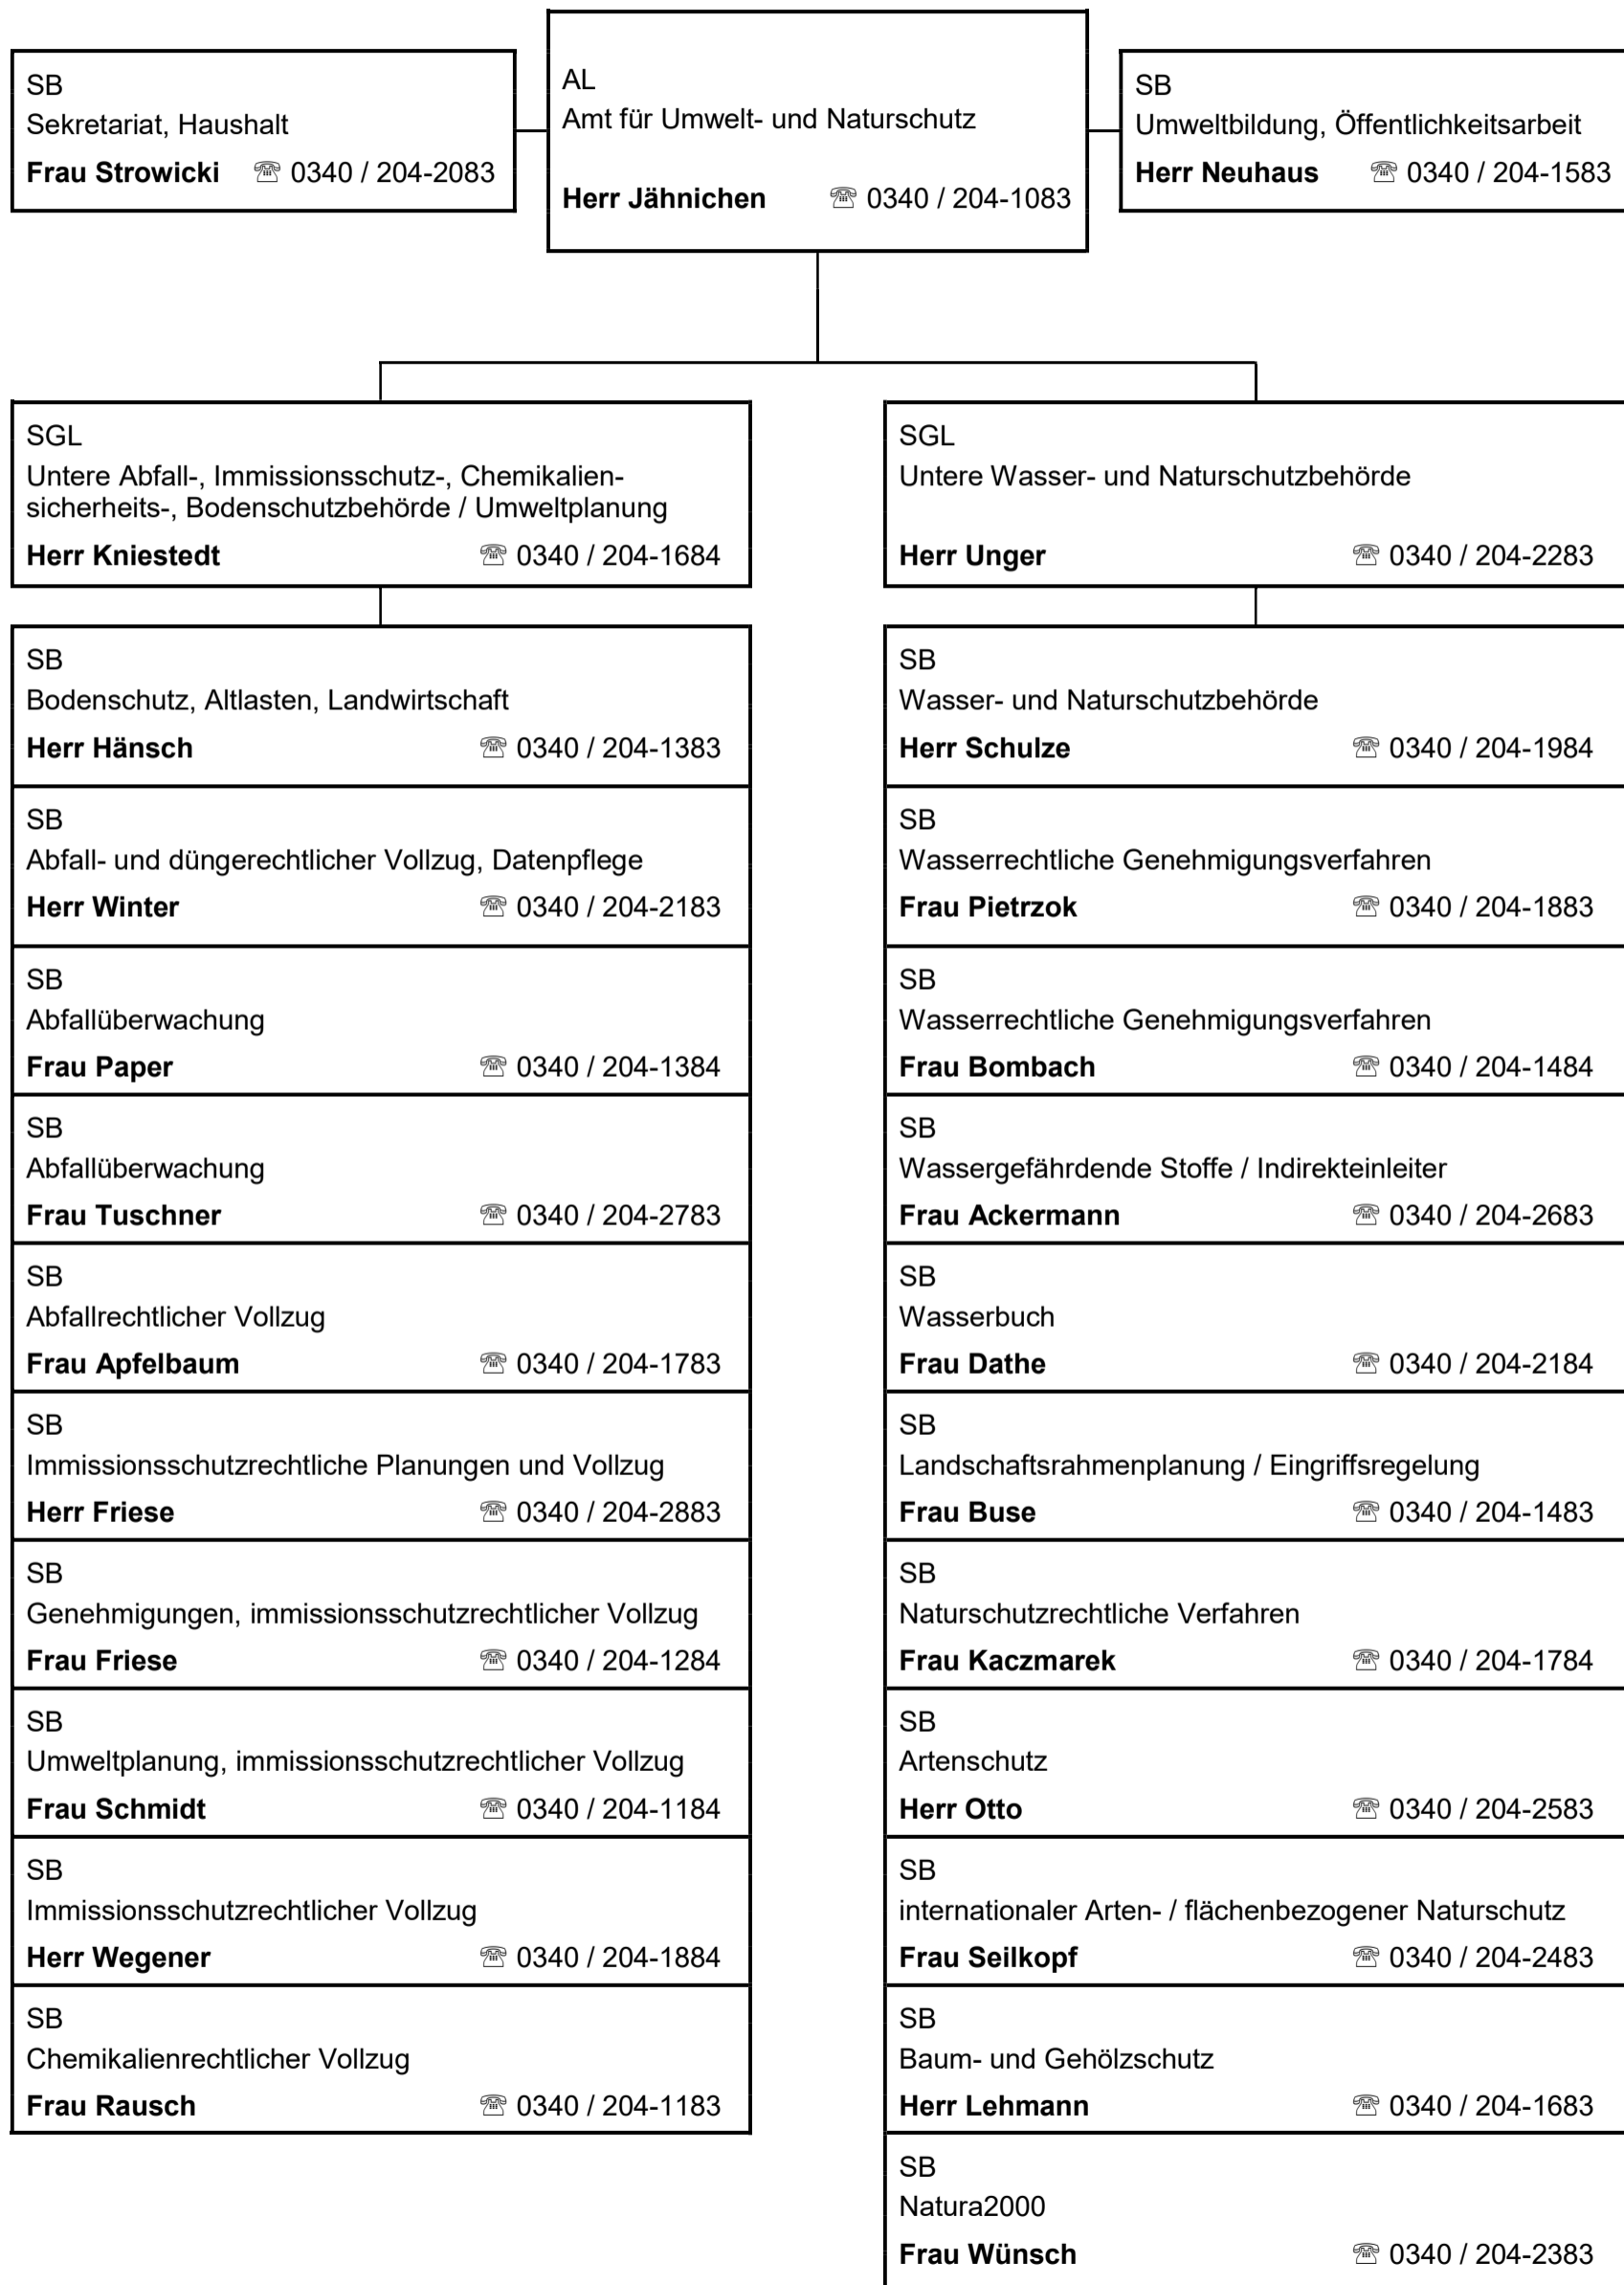 SB
Sekretariat, Haushalt
Frau Strowicki ☏ 0340 / 204-2083
AL
Amt für Umwelt- und Naturschutz
Herr Jähnichen ☏ 0340 / 204-1083
SB
Umweltbildung, Öffentlichkeitsarbeit
Herr Neuhaus ☏ 0340 / 204-1583
SGL
Untere Abfall-, Immissionsschutz-, Chemikalien-
sicherheits-, Bodenschutzbehörde / Umweltplanung
Herr Kniestedt ☏ 0340 / 204-1684
SB
Bodenschutz, Altlasten, Landwirtschaft
Herr Hänsch ☏ 0340 / 204-1383
SB
Abfall- und düngerechtlicher Vollzug, Datenpflege
Herr Winter ☏ 0340 / 204-2183
SB
Abfallüberwachung
Frau Paper ☏ 0340 / 204-1384
SB
Abfallüberwachung
Frau Tuschner ☏ 0340 / 204-2783
SB
Abfallrechtlicher Vollzug
Frau Apfelbaum ☏ 0340 / 204-1783
SB
Immissionsschutzrechtliche Planungen und Vollzug
Herr Friese ☏ 0340 / 204-2883
SB
Genehmigungen, immissionsschutzrechtlicher Vollzug
Frau Friese ☏ 0340 / 204-1284
SB
Umweltplanung, immissionsschutzrechtlicher Vollzug
Frau Schmidt ☏ 0340 / 204-1184
SB
Immissionsschutzrechtlicher Vollzug
Herr Wegener ☏ 0340 / 204-1884
SB
Chemikalienrechtlicher Vollzug
Frau Rausch ☏ 0340 / 204-1183
SGL
Untere Wasser- und Naturschutzbehörde
Herr Unger ☏ 0340 / 204-2283
SB
Wasser- und Naturschutzbehörde
Herr Schulze ☏ 0340 / 204-1984
SB
Wasserrechtliche Genehmigungsverfahren
Frau Pietrzok ☏ 0340 / 204-1883
SB
Wasserrechtliche Genehmigungsverfahren
Frau Bombach ☏ 0340 / 204-1484
SB
Wassergefährdende Stoffe / Indirekteinleiter
Frau Ackermann ☏ 0340 / 204-2683
SB
Wasserbuch
Frau Dathe ☏ 0340 / 204-2184
SB
Landschaftsrahmenplanung / Eingriffsregelung
Frau Buse ☏ 0340 / 204-1483
SB
Naturschutzrechtliche Verfahren
Frau Kaczmarek ☏ 0340 / 204-1784
SB
Artenschutz
Herr Otto ☏ 0340 / 204-2583
SB
internationaler Arten- / flächenbezogener Naturschutz
Frau Seilkopf ☏ 0340 / 204-2483
SB
Baum- und Gehölzschutz
Herr Lehmann ☏ 0340 / 204-1683
SB
Natura2000
Frau Wünsch ☏ 0340 / 204-2383